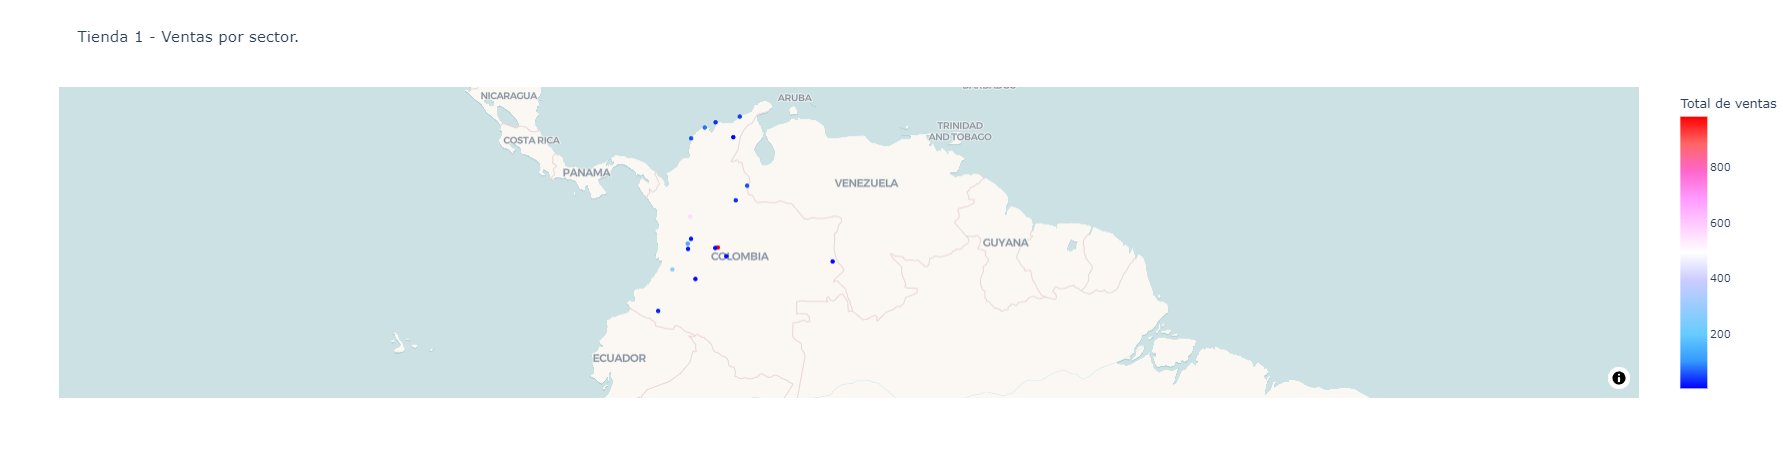 Tienda 1 - Ventas por sector.
NICARAGUA
ARUBA
BARBADOS
Total de ventas
COSTA RICA
TRINIDAD
AND TOBAGO
PANAMA
VENEZUELA
800
600
GUYANA
COLOMBIA
400
200
ECUADOR